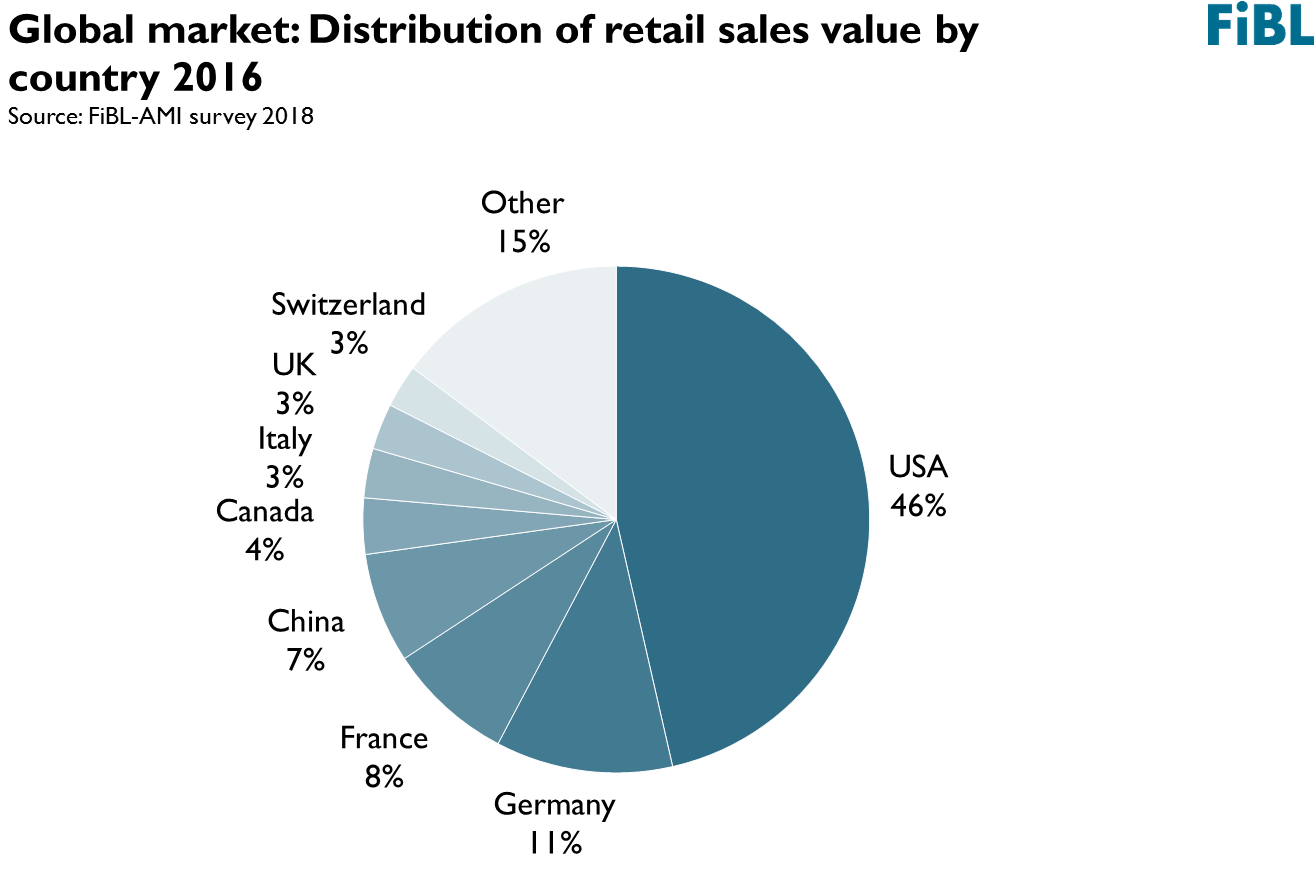 Global market: Distribution of retail sales value by
country 2016
Source: FiBL-AMI survey 2018
FiBL
Other
15%
Switzerland
3%
UK
3%
Italy
3%
Canada
4%
China
7%
France
8%
Germany
11%
USA
46%